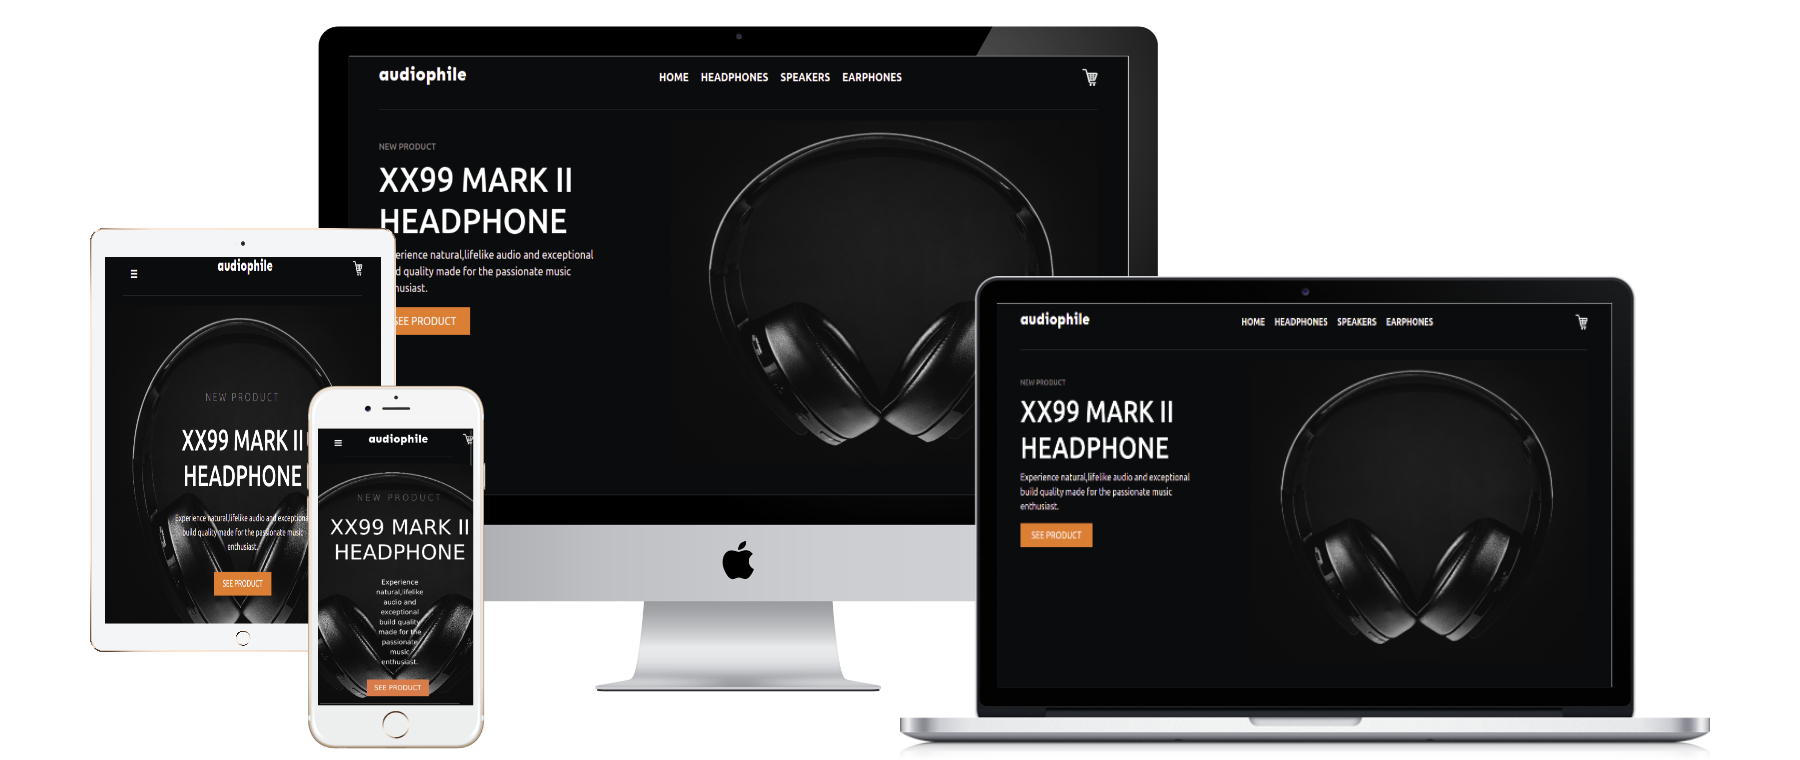 audiophile
HOME HEADPHONES SPEAKERS EARPHONES
NEW PRODUCT
XX99 MARK II
HEADPHONE
erience natural,lifelike audio and exceptional
d quality made for the passionate music
husiast.
SEE PRODUCT
audiophile
NEW PRODUCT
XX99 MARK II
HEADPHONE
Experience natural,lifelike audio and exceptional
build quality made for the passionate music
enthusiast.
SEE PRODUCT
audiophile
NEW PRODUCT
XX99 MARK II
HEADPHONE
Experience
natural,lifelike
audio and
exceptional
build quality
made for the
passionate
music
enthusiast.
SEE PRODUCT
audiophile
HOME HEADPHONES SPEAKERS EARPHONES
NEW PRODUCT
XX99 MARK II
HEADPHONE
Experience natural,lifelike audio and exceptional
build quality made for the passionate music
enthusiast.
SEE PRODUCT